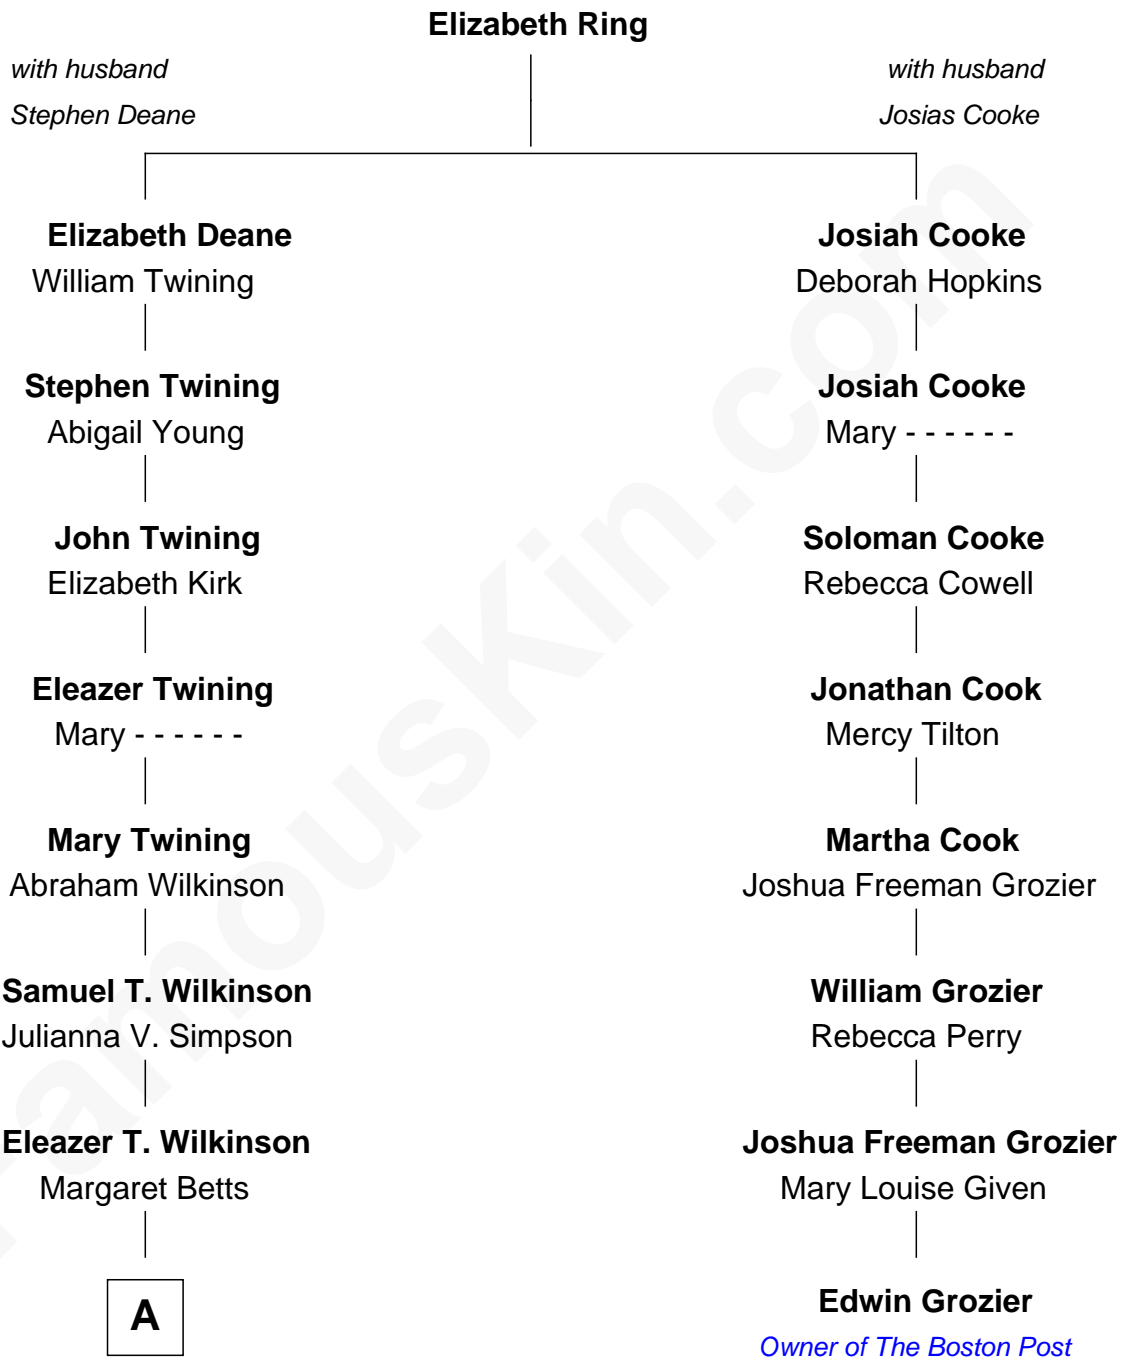 Elizabeth Ring
with husband
Stephen Deane
with husband
Josias Cooke
Elizabeth Deane
William Twining
Stephen Twining
Abigail Young
John Twining
Elizabeth Kirk
Eleazer Twining
Mary - - - - - -
Mary Twining
Abraham Wilkinson
Samuel T. Wilkinson
Julianna V. Simpson
Eleazer T. Wilkinson
Margaret Betts
A
Josiah Cooke
Deborah Hopkins
Josiah Cooke
Mary - - - - - -
Soloman Cooke
Rebecca Cowell
Jonathan Cook
Mercy Tilton
Martha Cook
Joshua Freeman Grozier
William Grozier
Rebecca Perry
Joshua Freeman Grozier
Mary Louise Given
Edwin Grozier
Owner of The Boston Post
FamousKin.com